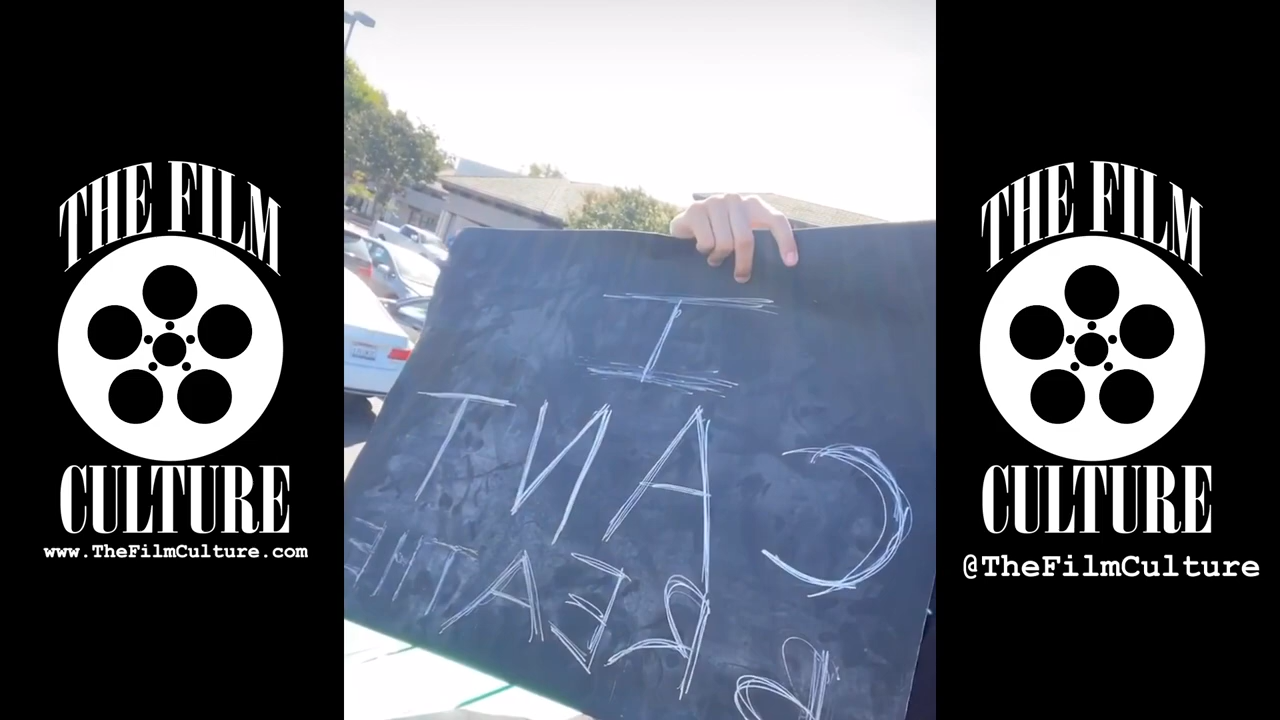 THE FILM
CULTURE
www.TheFilmCulture.com
I
CANT
BREATHE
THE FILM
CULTURE
@TheFilmCulture